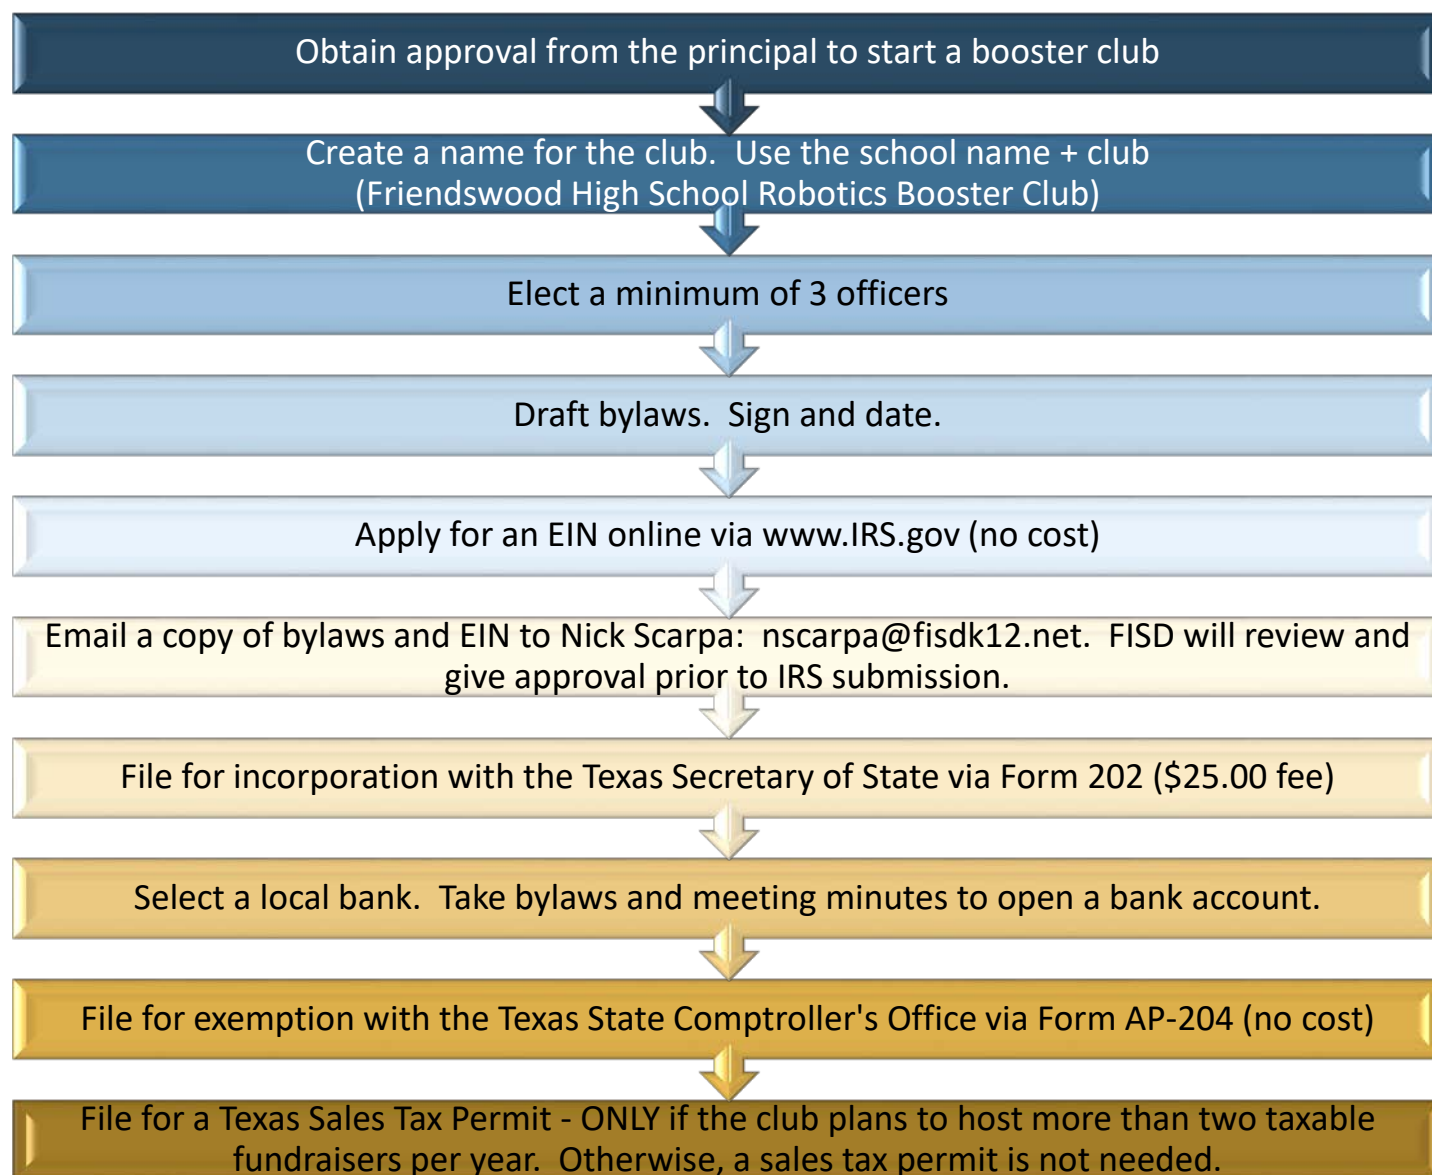 Obtain approval from the principal to start a booster club
Create a name for the club.  Use the school name + club
(Friendswood High School Robotics Booster Club)
Elect a minimum of 3 officers
Draft bylaws.  Sign and date.
Apply for an EIN online via www.IRS.gov (no cost)
Email a copy of bylaws and EIN to Nick Scarpa:  nscarpa@fisdk12.net.  FISD will review and
give approval prior to IRS submission.
File for incorporation with the Texas Secretary of State via Form 202 ($25.00 fee)
Select a local bank.  Take bylaws and meeting minutes to open a bank account.
File for exemption with the Texas State Comptroller's Office via Form AP-204 (no cost)
File for a Texas Sales Tax Permit - ONLY if the club plans to host more than two taxable
fundraisers per year.  Otherwise, a sales tax permit is not needed.